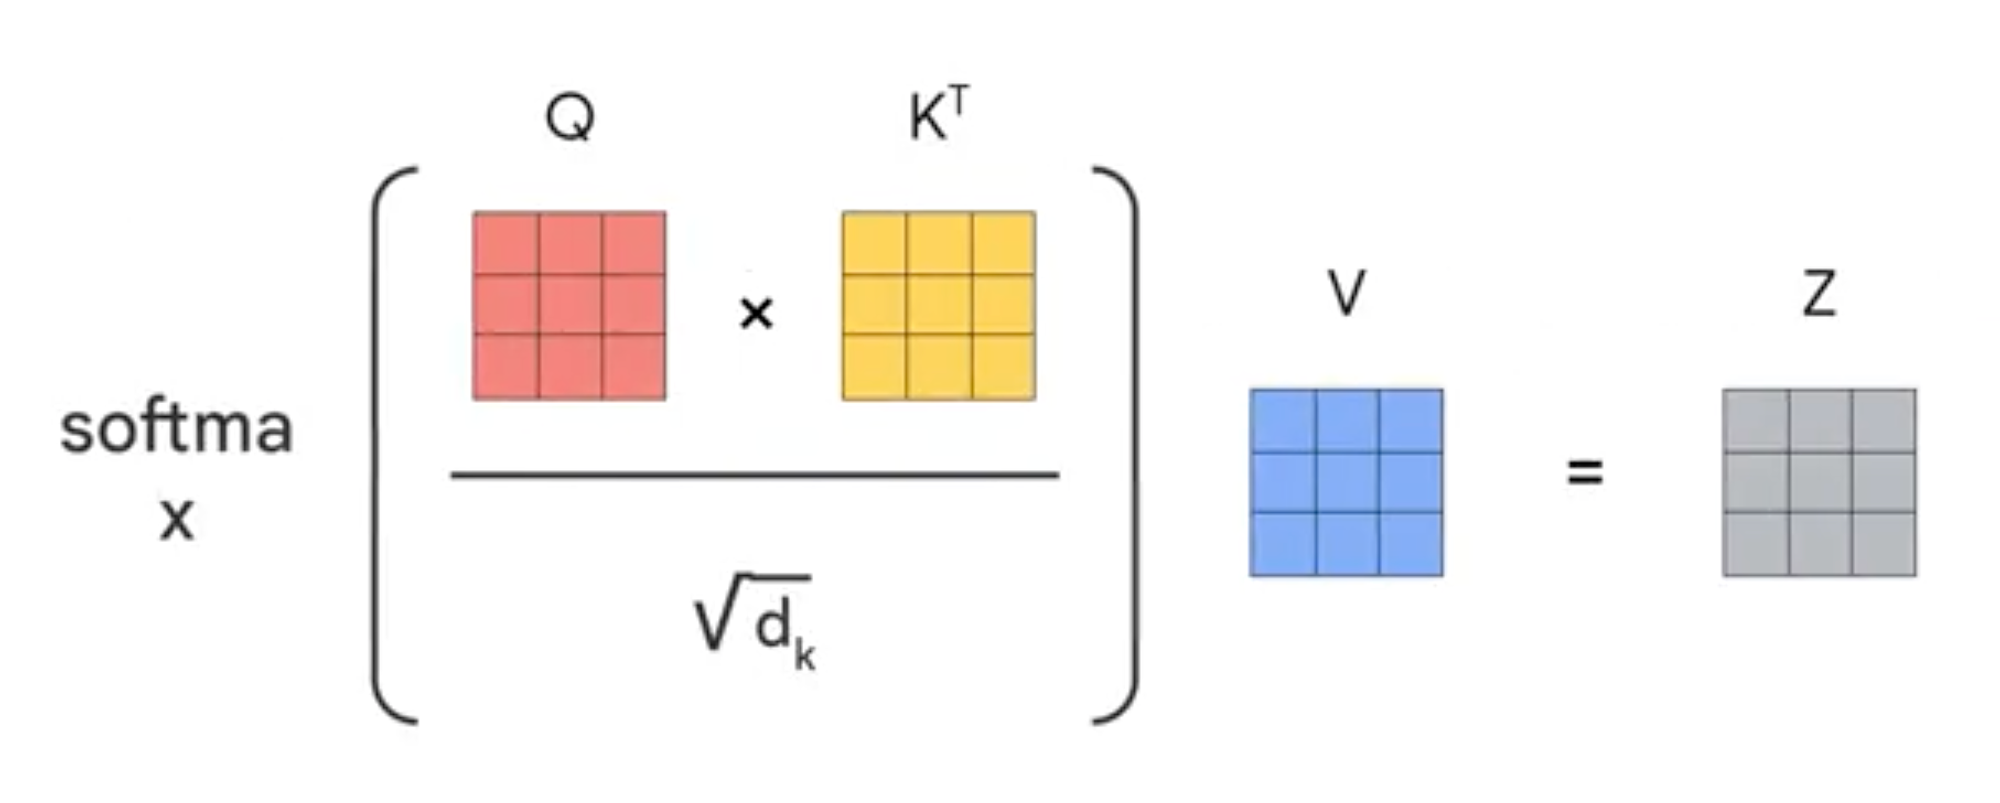 Q × K^T
softma
x
√d_k
V = Z